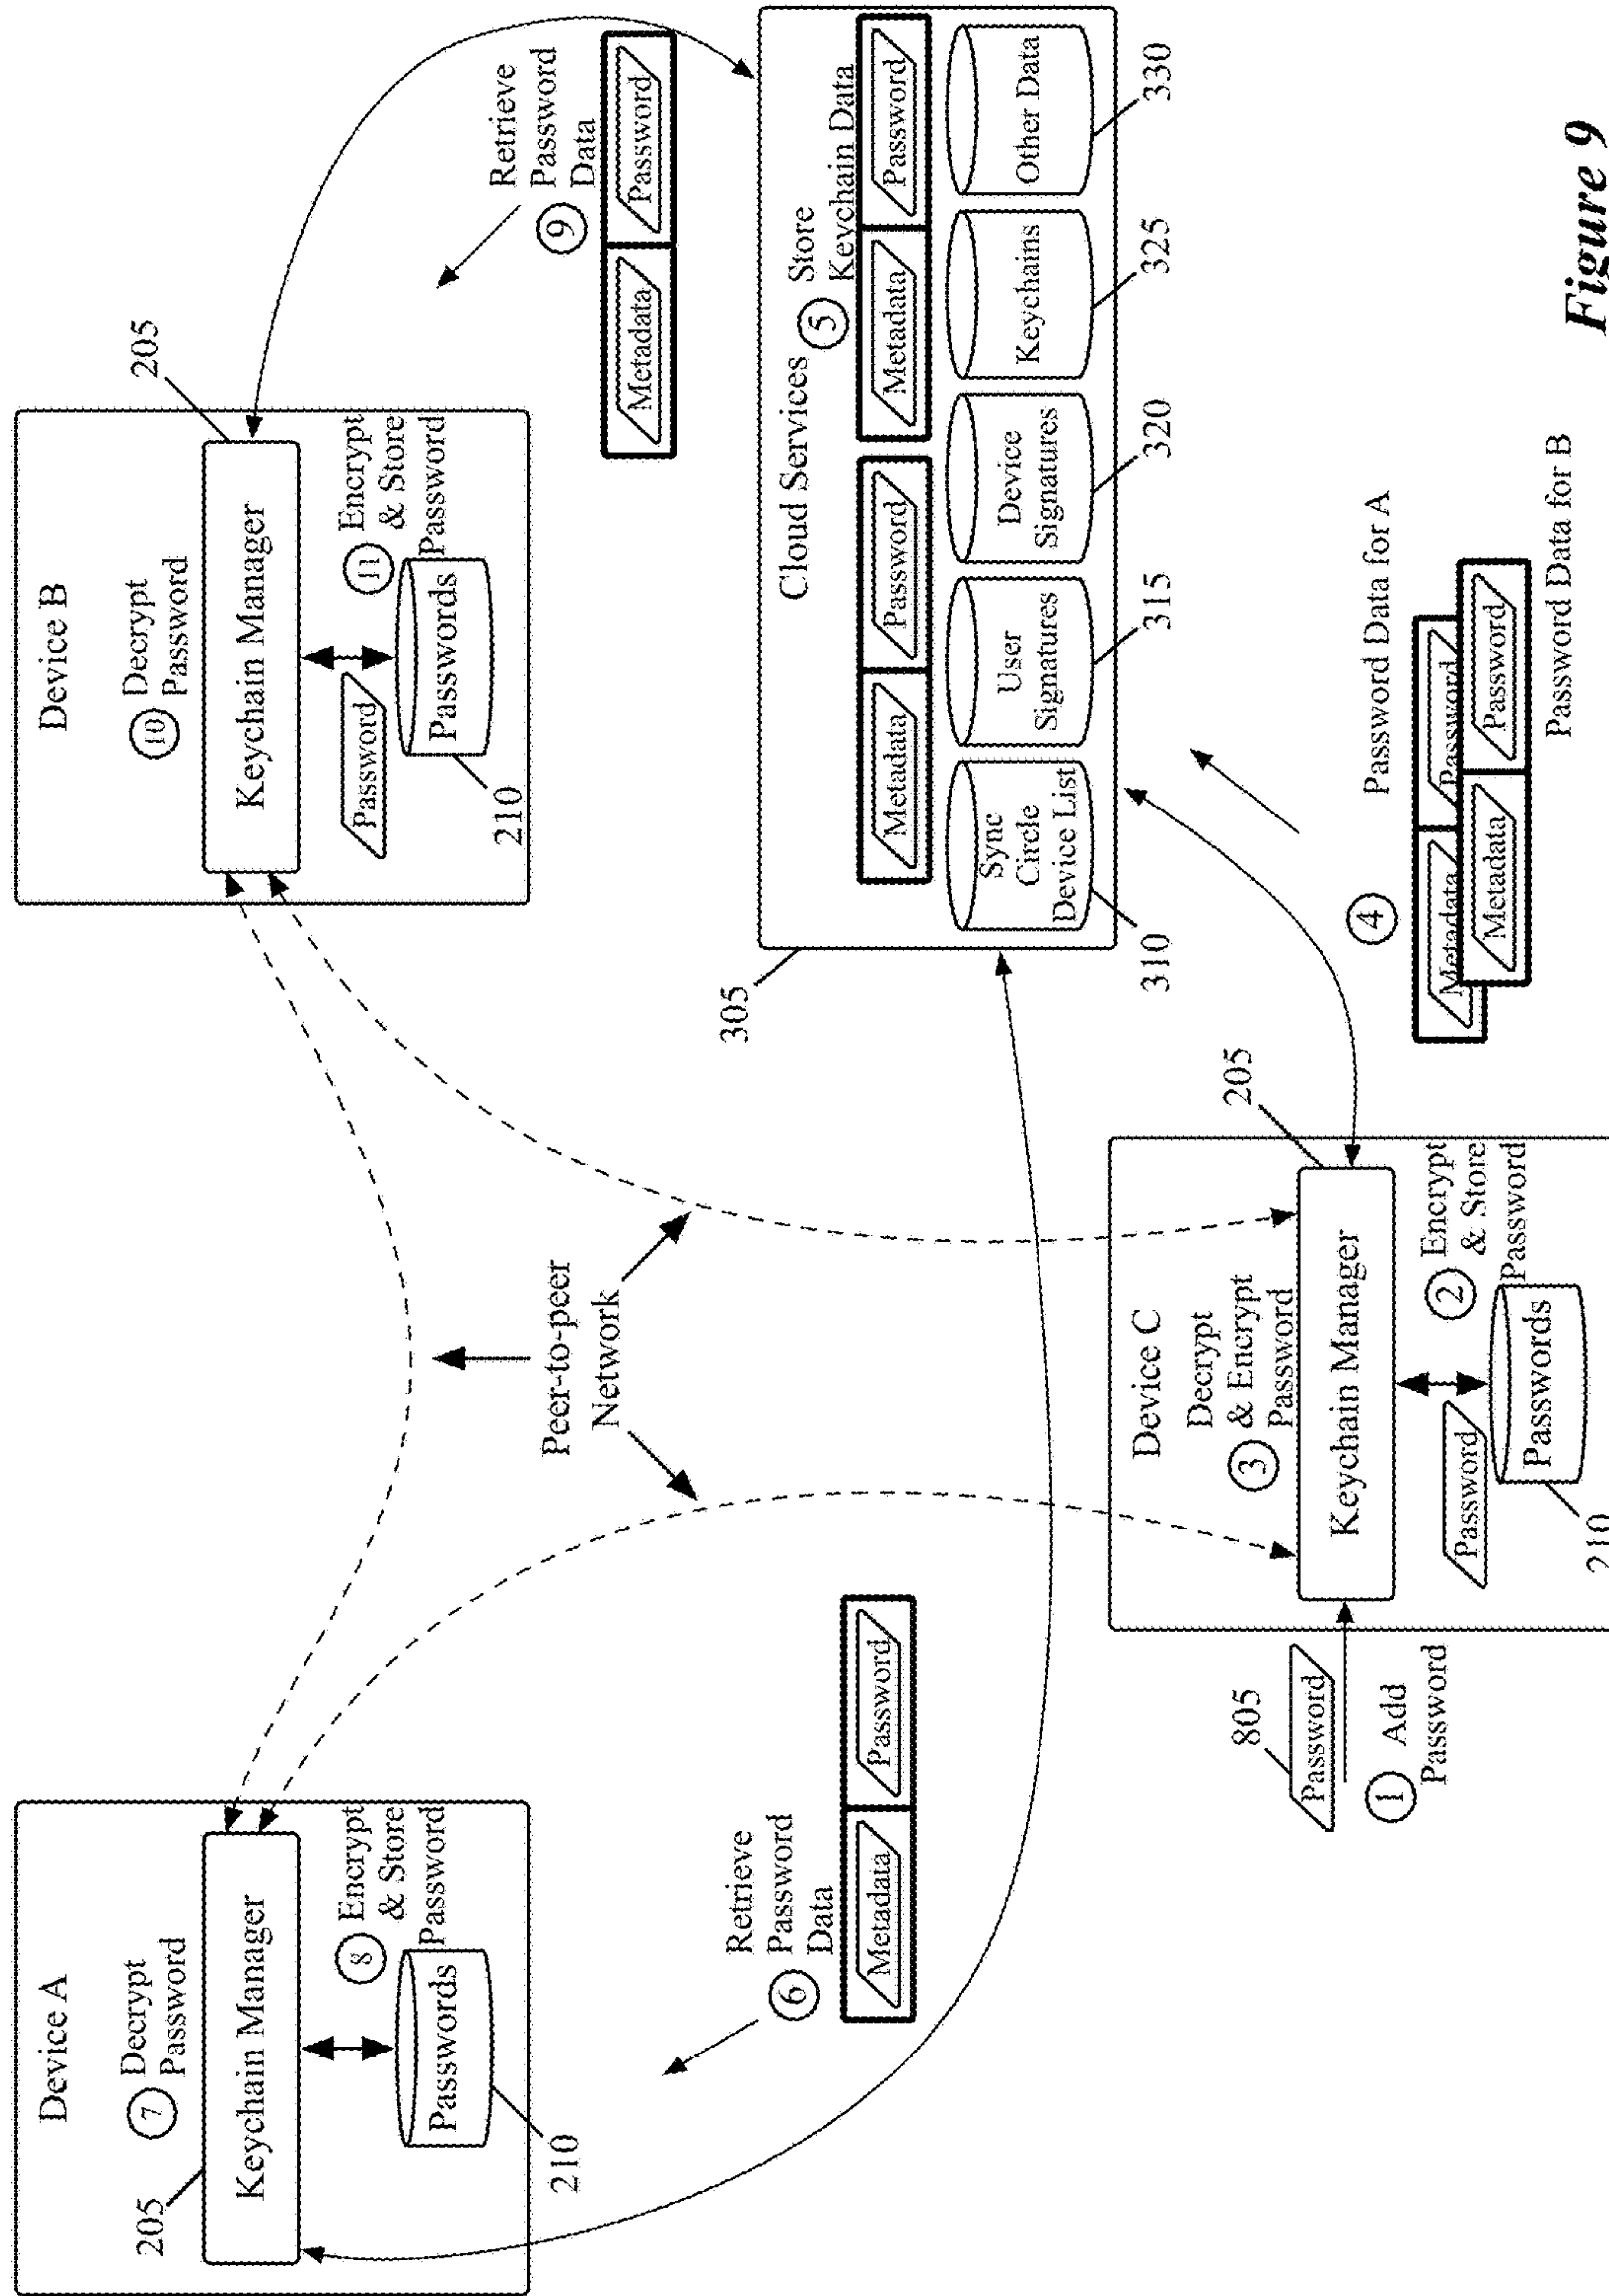 Device A
7
Decrypt
Password
205
Keychain Manager
8
Encrypt
& Store
Password
Passwords
210
Device B
10
Decrypt
Password
205
Keychain Manager
Password
11
Encrypt
& Store
Password
Passwords
210
Peer-to-peer
Network
Retrieve
6
Password
Data
Metadata
Password
Retrieve
Password
9
Data
Metadata
Password
805
Password
1
Add
Password
Device C
Decrypt
3
& Encrypt
Password
205
Keychain Manager
Password
2
Encrypt
& Store
Password
Passwords
210
305
Cloud Services
5
Store
Keychain Data
Metadata
Password
Metadata
Password
Sync
Circle
Device List
User
Signatures
Device
Signatures
Keychains
Other Data
310
315
320
325
330
4
Password Data for A
Metadata
Password
Metadata
Password
Password Data for B
Figure 9